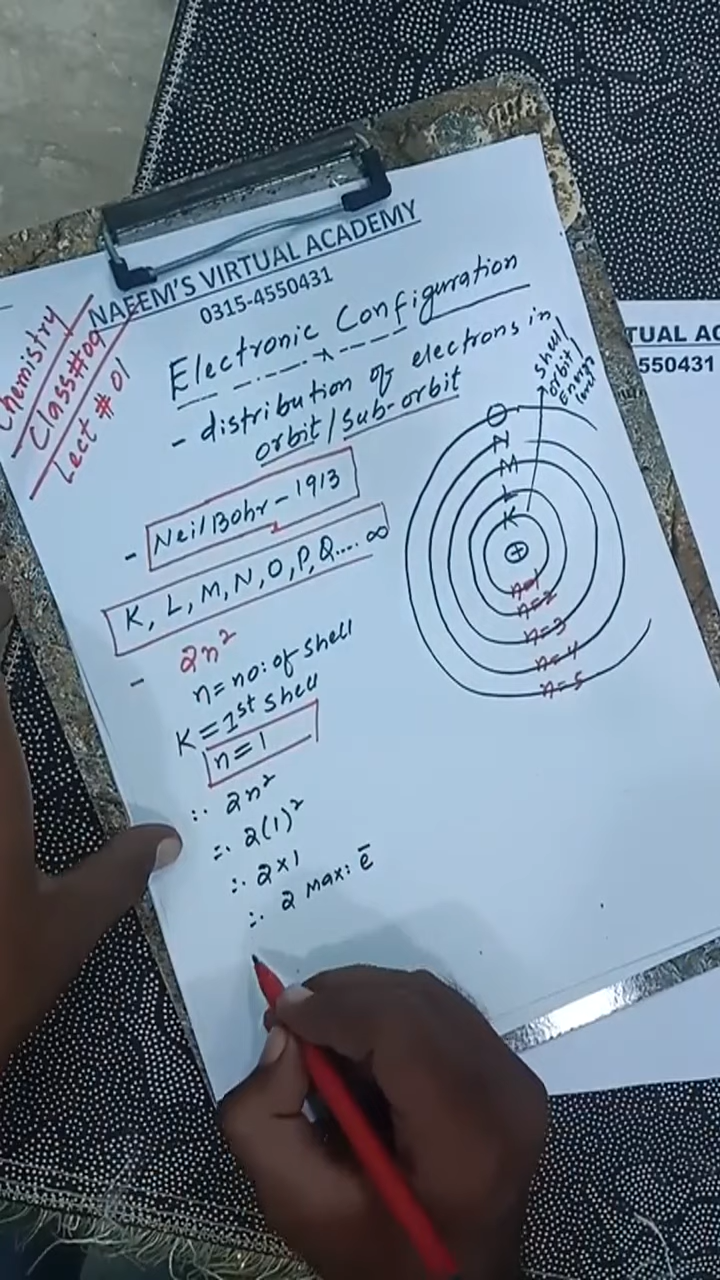 NAEEM'S VIRTUAL ACADEMY
0315-4550431
Chemistry
Class#09
Lect # 01
Electronic Configuration
- distribution of electrons in
orbit/Sub-orbit
- Neil Bohr - 1913
K, L, M, N, O, P, Q.... ∞
- 2n²
n = no: of shell
K = 1st shell
n = 1
∴ 2n²
∴ 2(1)²
∴ 2×1
∴ 2 max: ē
shell/
orbit/
Energy
level
O
N
M
L
K
+
n=1
n=2
n=3
n=4
n=5
TUAL AC
550431